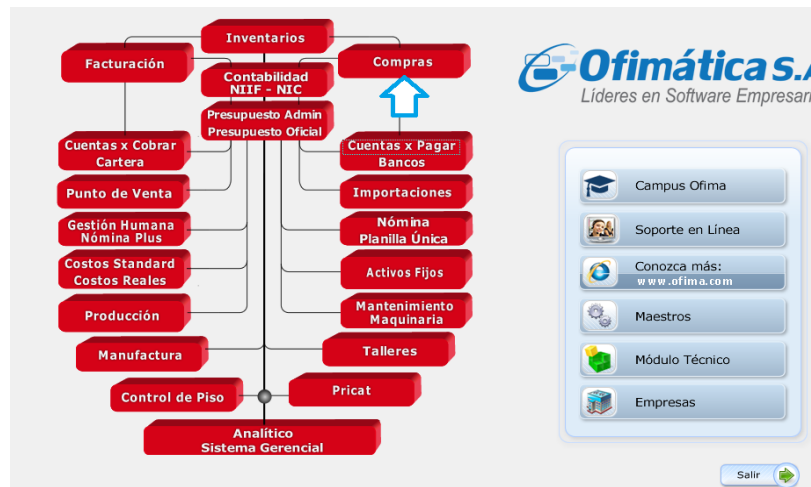 Inventarios
Facturación
Compras
Contabilidad
NIIF - NIC
Presupuesto Admin
Presupuesto Oficial
Cuentas x Cobrar
Cartera
Cuentas x Pagar
Bancos
Punto de Venta
Importaciones
Gestión Humana
Nómina Plus
Nómina
Planilla Única
Costos Standard
Costos Reales
Activos Fijos
Producción
Mantenimiento
Maquinaria
Manufactura
Talleres
Control de Piso
Pricat
Analítico
Sistema Gerencial
Ofimática S.A
Líderes en Software Empresari
Campus Ofima
Soporte en Línea
Conozca más:
www.ofima.com
Maestros
Módulo Técnico
Empresas
Salir